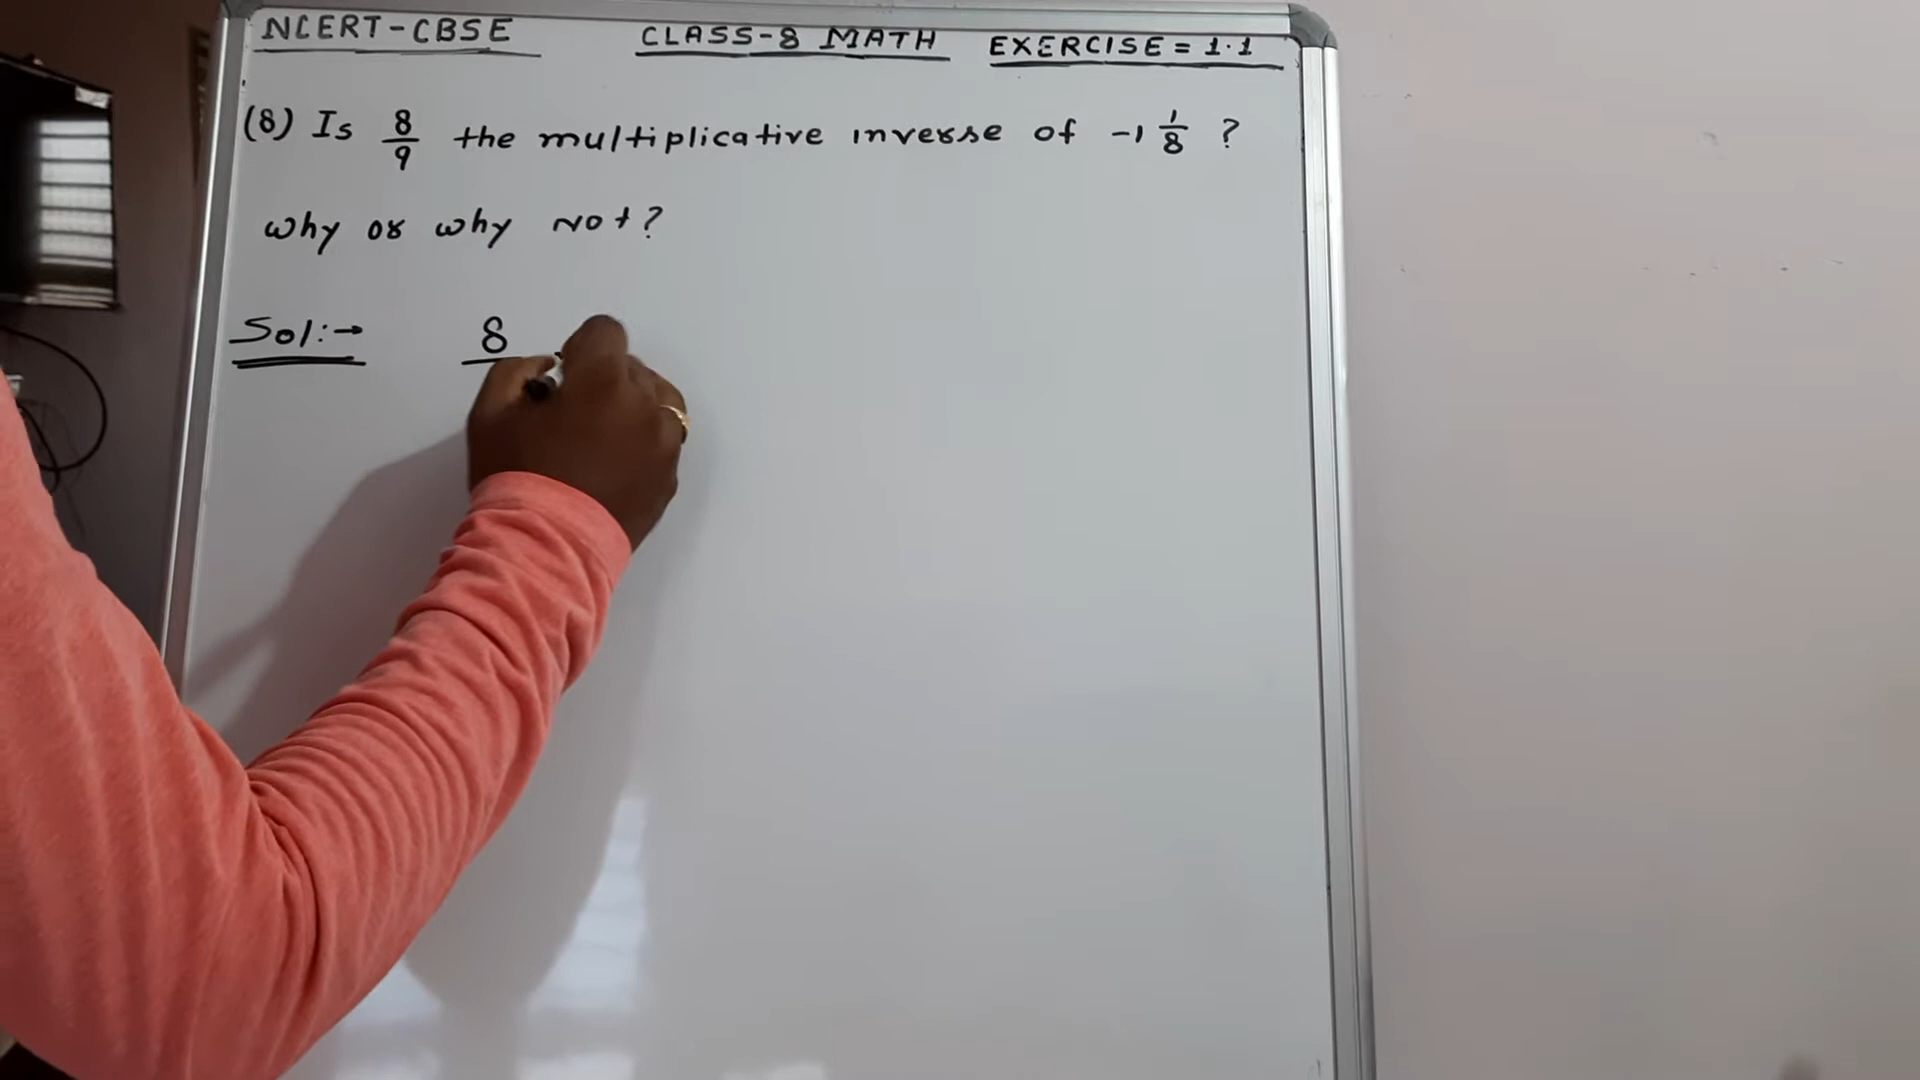 NCERT-CBSE CLASS-8 MATH EXERCISE = 1.1
(8) Is 8/9 the multiplicative inverse of -1 1/8 ?
why or why Not?
Sol:→ 8